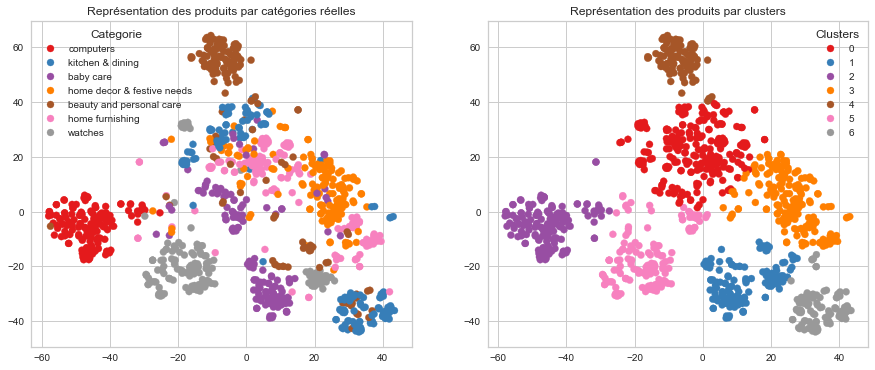 Représentation des produits par catégories réelles
Categorie
computers
kitchen & dining
baby care
home decor & festive needs
beauty and personal care
home furnishing
watches
60
40
20
0
−20
−40
−60
−40
−20
0
20
40
Représentation des produits par clusters
Clusters
0
1
2
3
4
5
6
60
40
20
0
−20
−40
−60
−40
−20
0
20
40